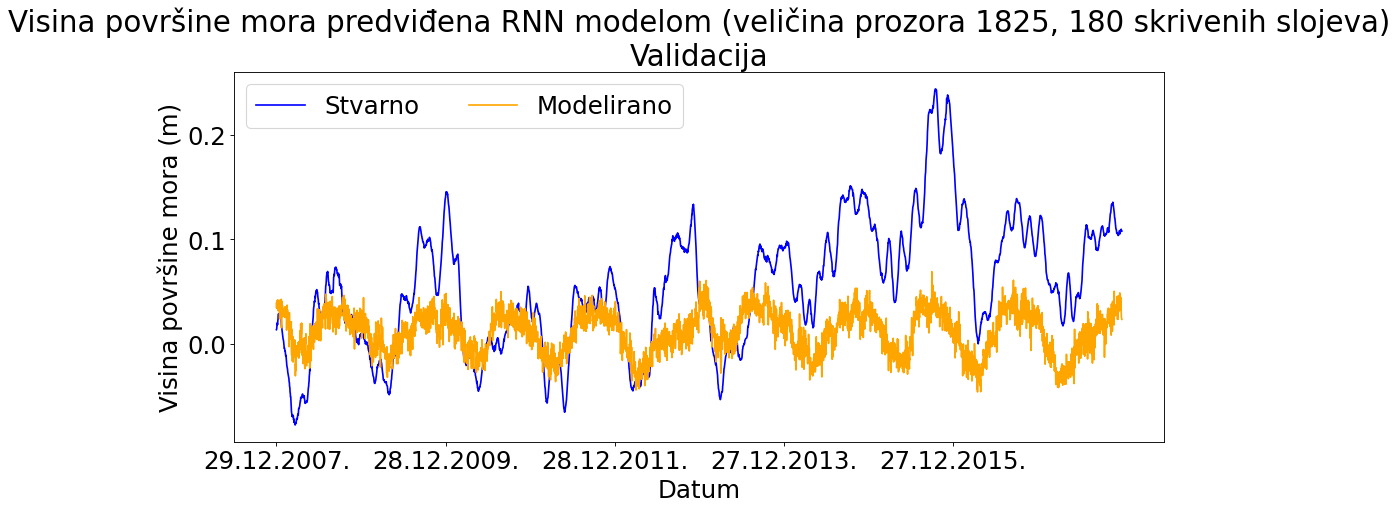 Visina površine mora predviđena RNN modelom (veličina prozora 1825, 180 skrivenih slojeva)
Validacija
Stvarno
Modelirano
Visina površine mora (m)
0.2
0.1
0.0
29.12.2007.
28.12.2009.
28.12.2011.
27.12.2013.
27.12.2015.
Datum